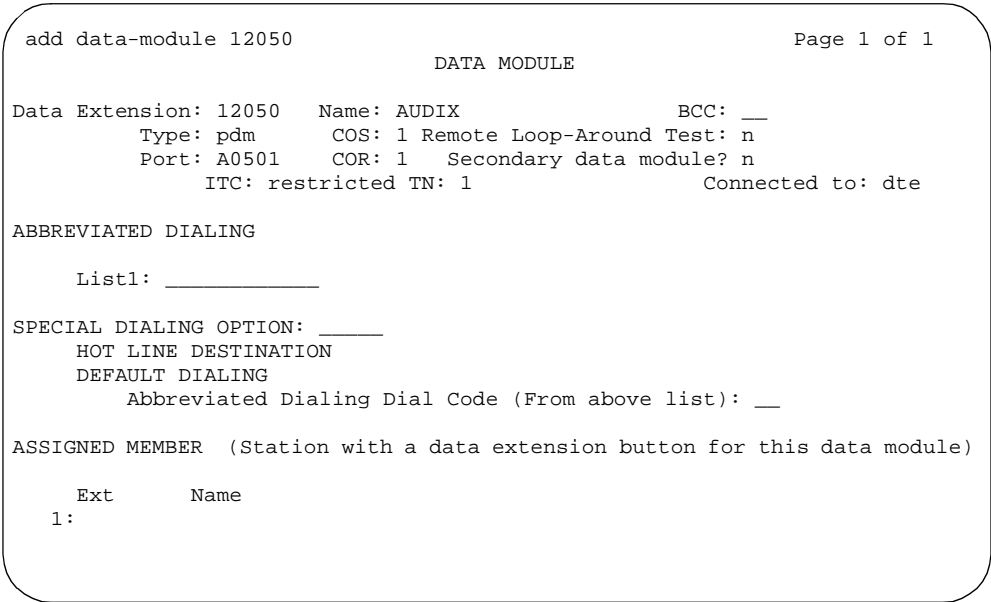 add data-module 12050 Page 1 of 1
DATA MODULE
Data Extension: 12050 Name: AUDIX BCC: __
Type: pdm COS: 1 Remote Loop-Around Test: n
Port: A0501 COR: 1 Secondary data module? n
ITC: restricted TN: 1 Connected to: dte
ABBREVIATED DIALING
List1: ____________
SPECIAL DIALING OPTION: _____
HOT LINE DESTINATION
DEFAULT DIALING
Abbreviated Dialing Dial Code (From above list): __
ASSIGNED MEMBER (Station with a data extension button for this data module)
Ext Name
1: